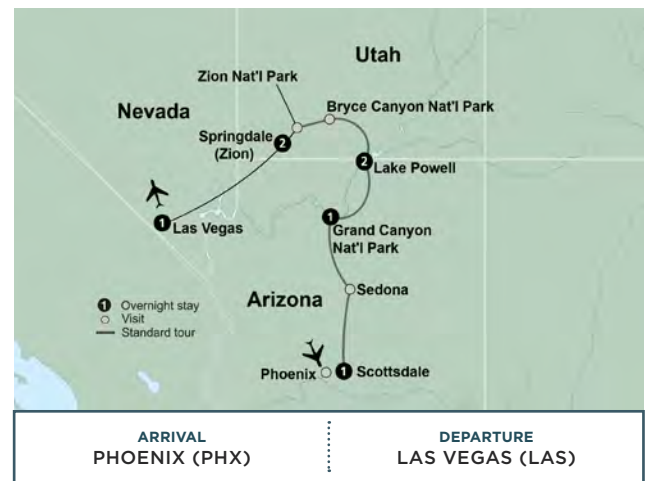 Utah
Zion Nat'l Park
Nevada
Bryce Canyon Nat'l Park
Springdale
(Zion)
2
2
Lake Powell
1
Las Vegas
1
Grand Canyon
Nat'l Park
Arizona
Sedona
1 Overnight stay
Visit
Standard tour
Phoenix
1
Scottsdale
ARRIVAL
PHOENIX (PHX)
DEPARTURE
LAS VEGAS (LAS)